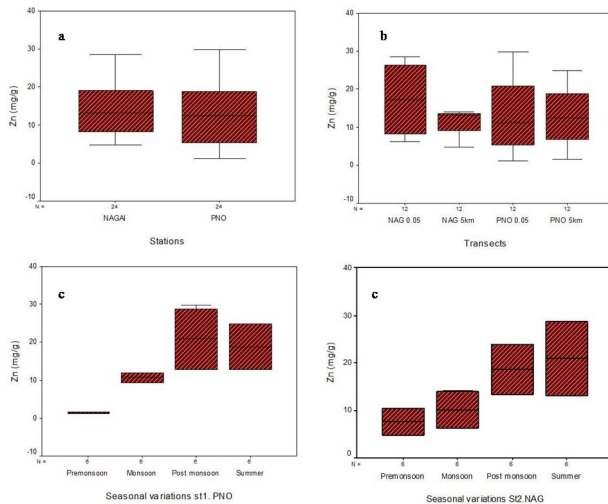 a
Zn (mg/g)
40
30
20
10
0
-10
N = 24 24
NAGAI PNO
Stations
b
Zn (mg/g)
40
30
20
10
0
-10
N = 12 12 12 12
NAG 0.05 NAG 5km PNO 0.05 PNO 5km
Transects
c
Zn (mg/g)
40
30
20
10
0
-10
N = 6 6 6 6
Premonsoon Monsoon Post monsoon Summer
Seasonal variations st1. PNO
c
Zn (mg/g)
40
30
20
10
0
N = 6 6 6 6
Premonsoon Monsoon Post monsoon Summer
Seasonal variations St2.NAG